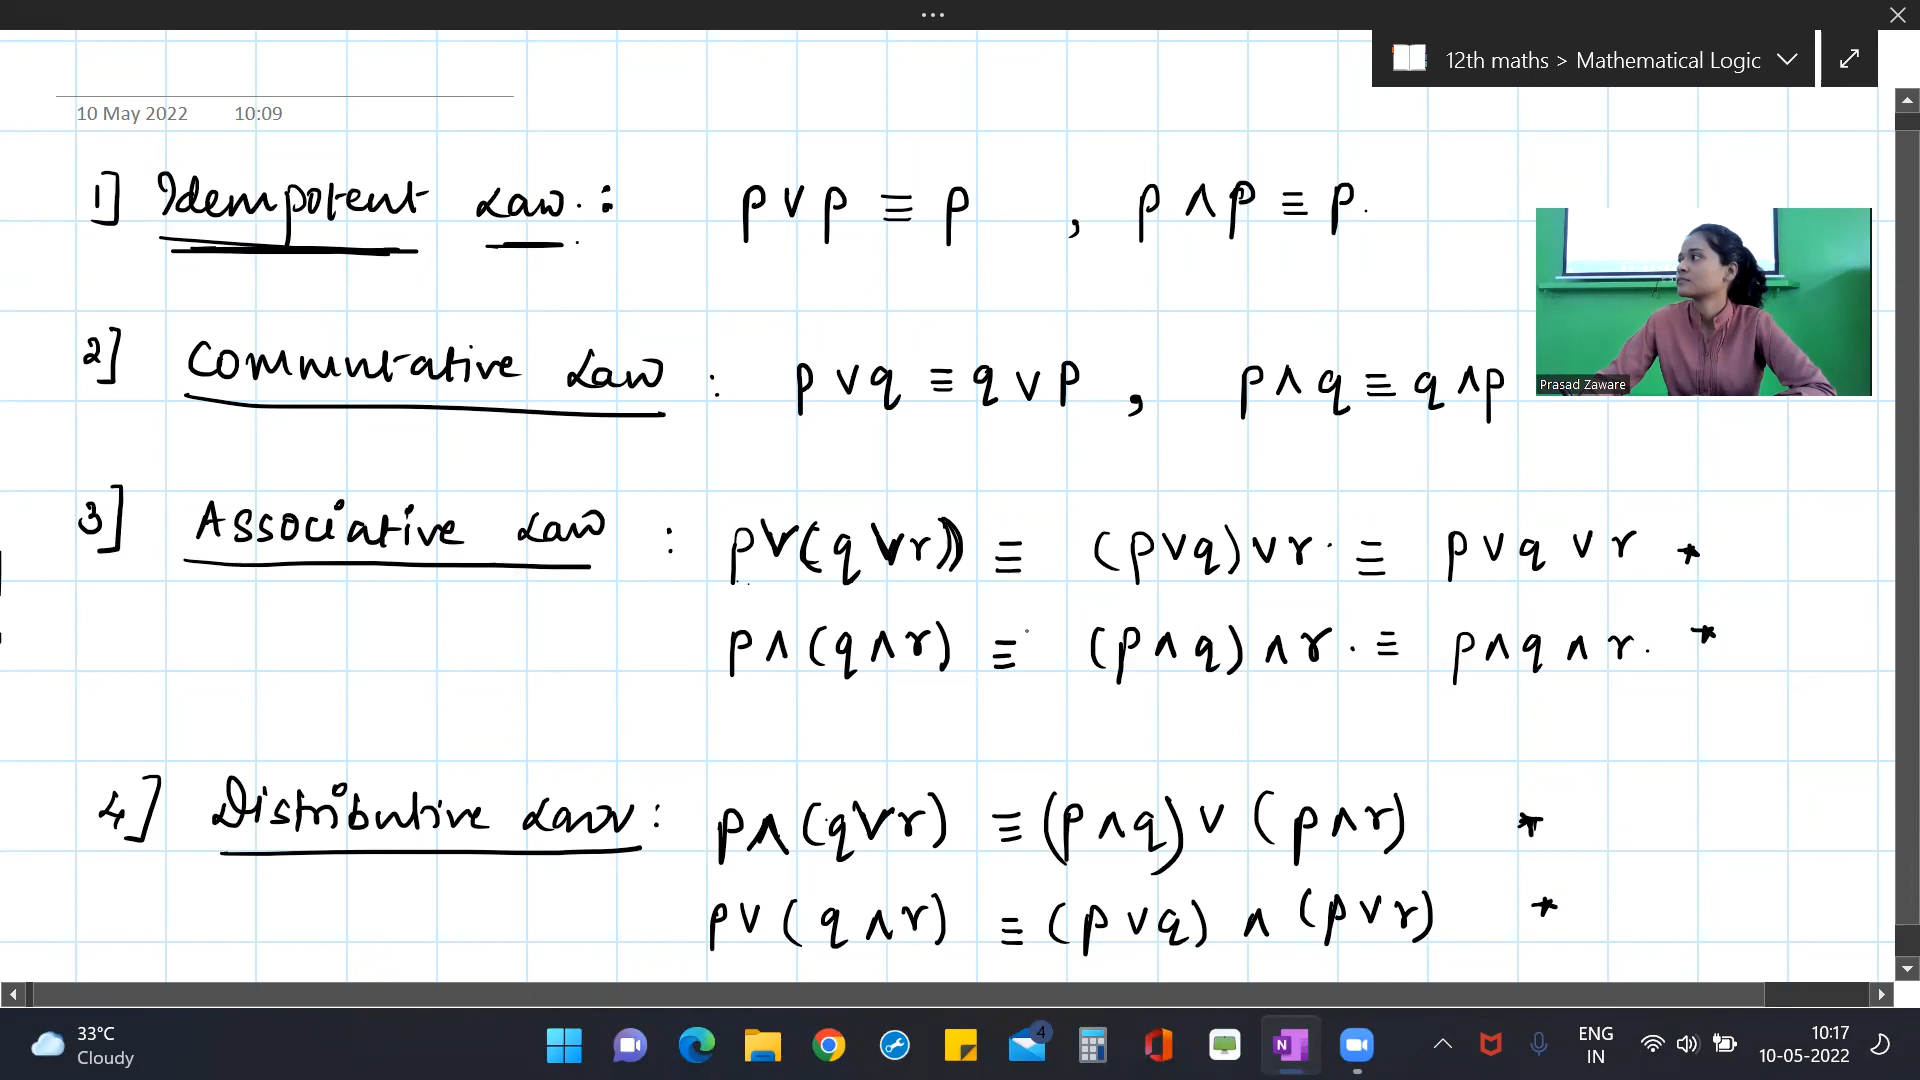 12th maths > Mathematical Logic
10 May 2022 10:09
1] Idempotent Law. : p ∨ p ≡ p , p ∧ p ≡ p.
Prasad Zaware
2] Commutative Law : p ∨ q ≡ q ∨ p , p ∧ q ≡ q ∧ p
3] Associative Law : p ∨ (q ∨ r) ≡ (p ∨ q) ∨ r . ≡ p ∨ q ∨ r *
p ∧ (q ∧ r) ≡ (p ∧ q) ∧ r . ≡ p ∧ q ∧ r . *
4] Distributive Law : p ∧ (q ∨ r) ≡ (p ∧ q) ∨ (p ∧ r) *
p ∨ (q ∧ r) ≡ (p ∨ q) ∧ (p ∨ r) *
33°C
Cloudy
4
N
ENG
IN
10:17
10-05-2022